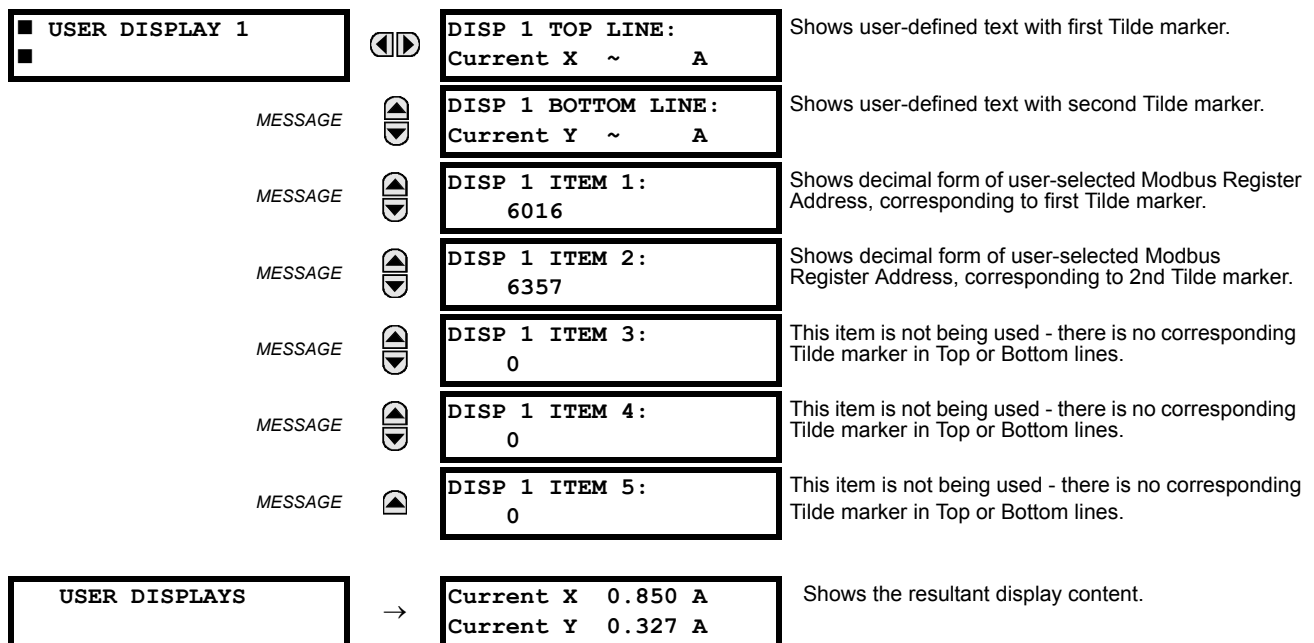 ■ USER DISPLAY 1
■
DISP 1 TOP LINE:
Current X ~ A
Shows user-defined text with first Tilde marker.
MESSAGE
DISP 1 BOTTOM LINE:
Current Y ~ A
Shows user-defined text with second Tilde marker.
MESSAGE
DISP 1 ITEM 1:
6016
Shows decimal form of user-selected Modbus Register
Address, corresponding to first Tilde marker.
MESSAGE
DISP 1 ITEM 2:
6357
Shows decimal form of user-selected Modbus
Register Address, corresponding to 2nd Tilde marker.
MESSAGE
DISP 1 ITEM 3:
0
This item is not being used - there is no corresponding
Tilde marker in Top or Bottom lines.
MESSAGE
DISP 1 ITEM 4:
0
This item is not being used - there is no corresponding
Tilde marker in Top or Bottom lines.
MESSAGE
DISP 1 ITEM 5:
0
This item is not being used - there is no corresponding
Tilde marker in Top or Bottom lines.
USER DISPLAYS
→
Current X 0.850 A
Current Y 0.327 A
Shows the resultant display content.